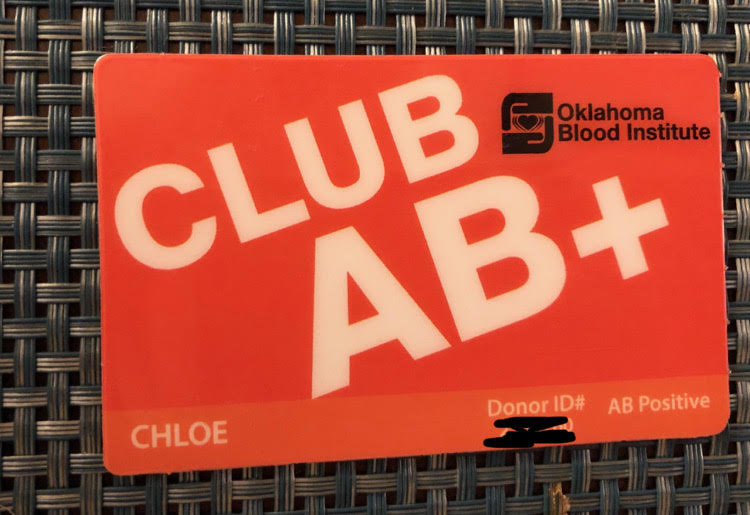 CLUB
AB+
Oklahoma
Blood Institute
CHLOE
Donor ID#
AB Positive